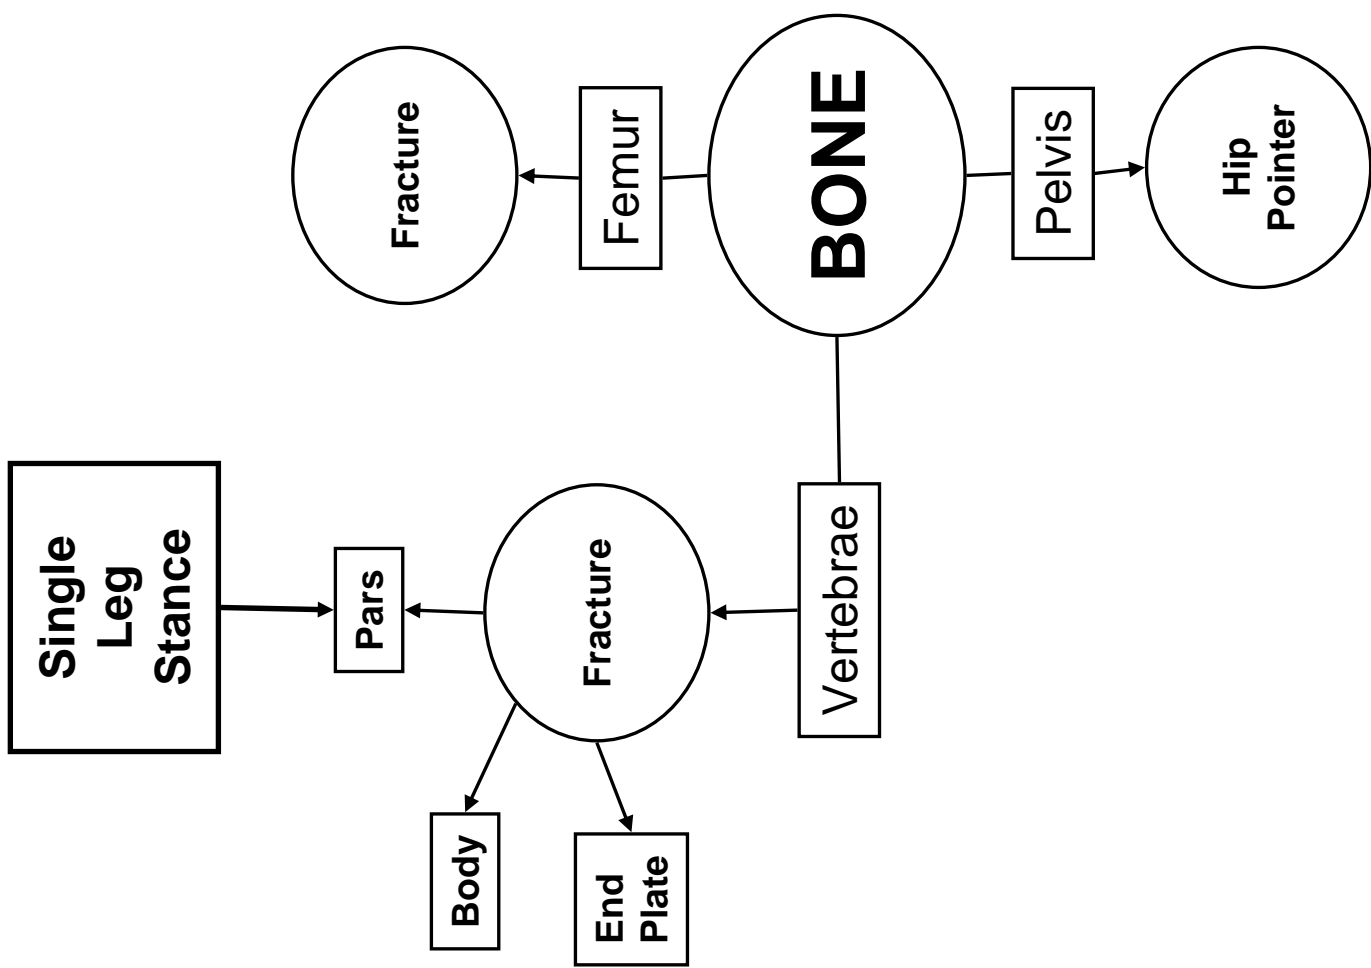 Fracture
Femur
BONE
Pelvis
Hip
Pointer
Single
Leg
Stance
Pars
Fracture
Vertebrae
Body
End
Plate